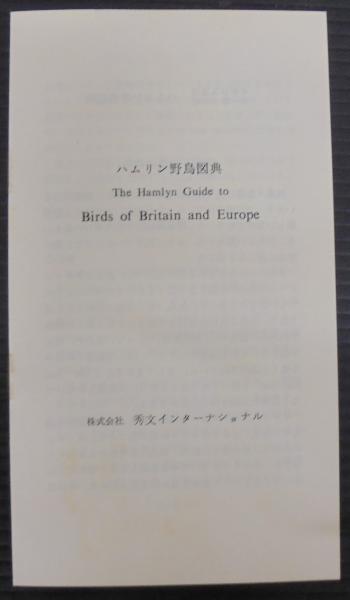 ハムリン野鳥図典
The Hamlyn Guide to
Birds of Britain and Europe
株式会社 秀文インターナショナル